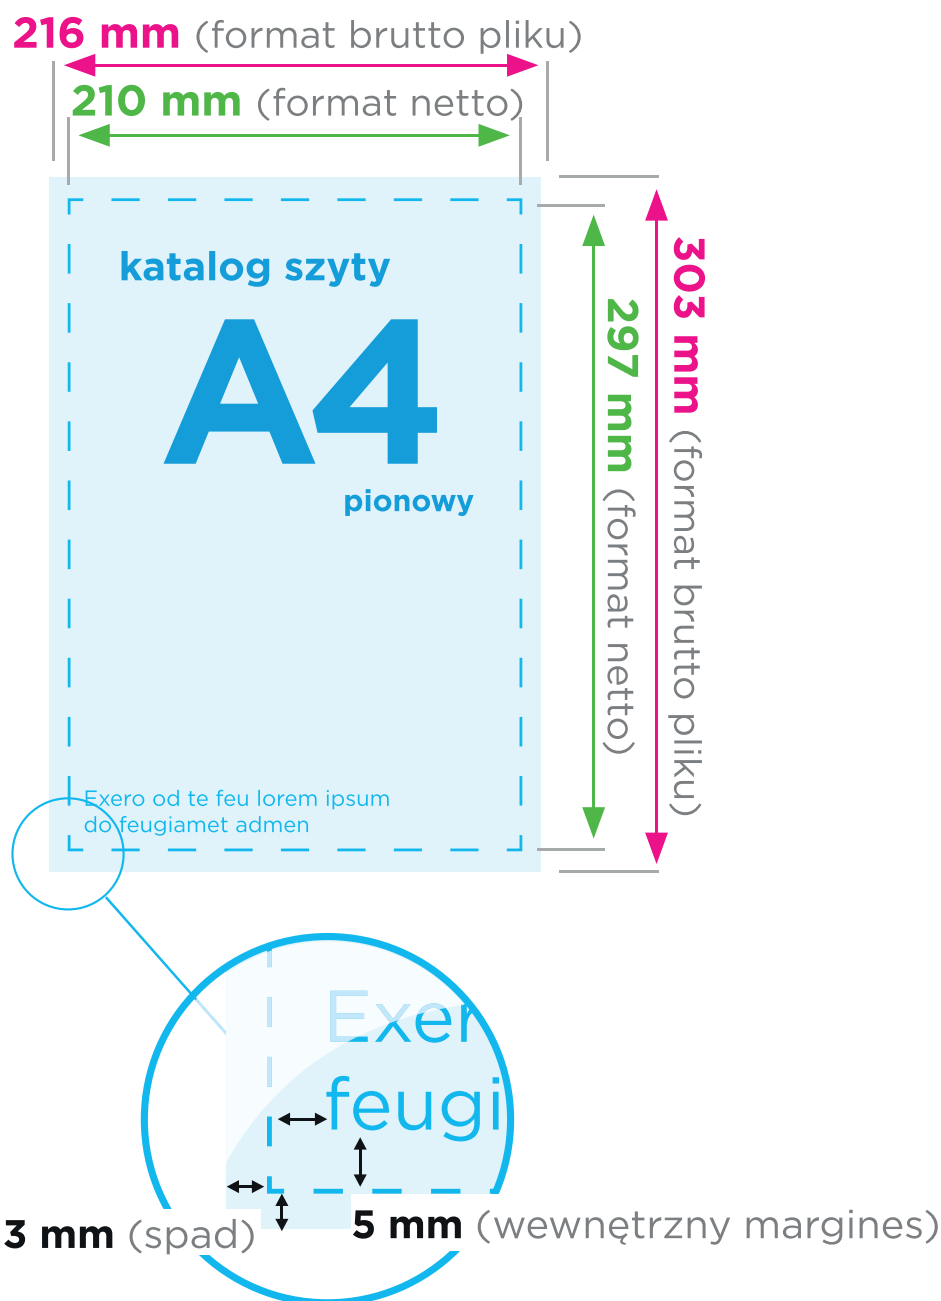 216 mm (format brutto pliku)
210 mm (format netto)
katalog szyty
A4
pionowy
297 mm (format netto)
303 mm (format brutto pliku)
Exero od te feu lorem ipsum
do feugiamet admen
Exer
feugi
3 mm (spad)
5 mm (wewnętrzny margines)